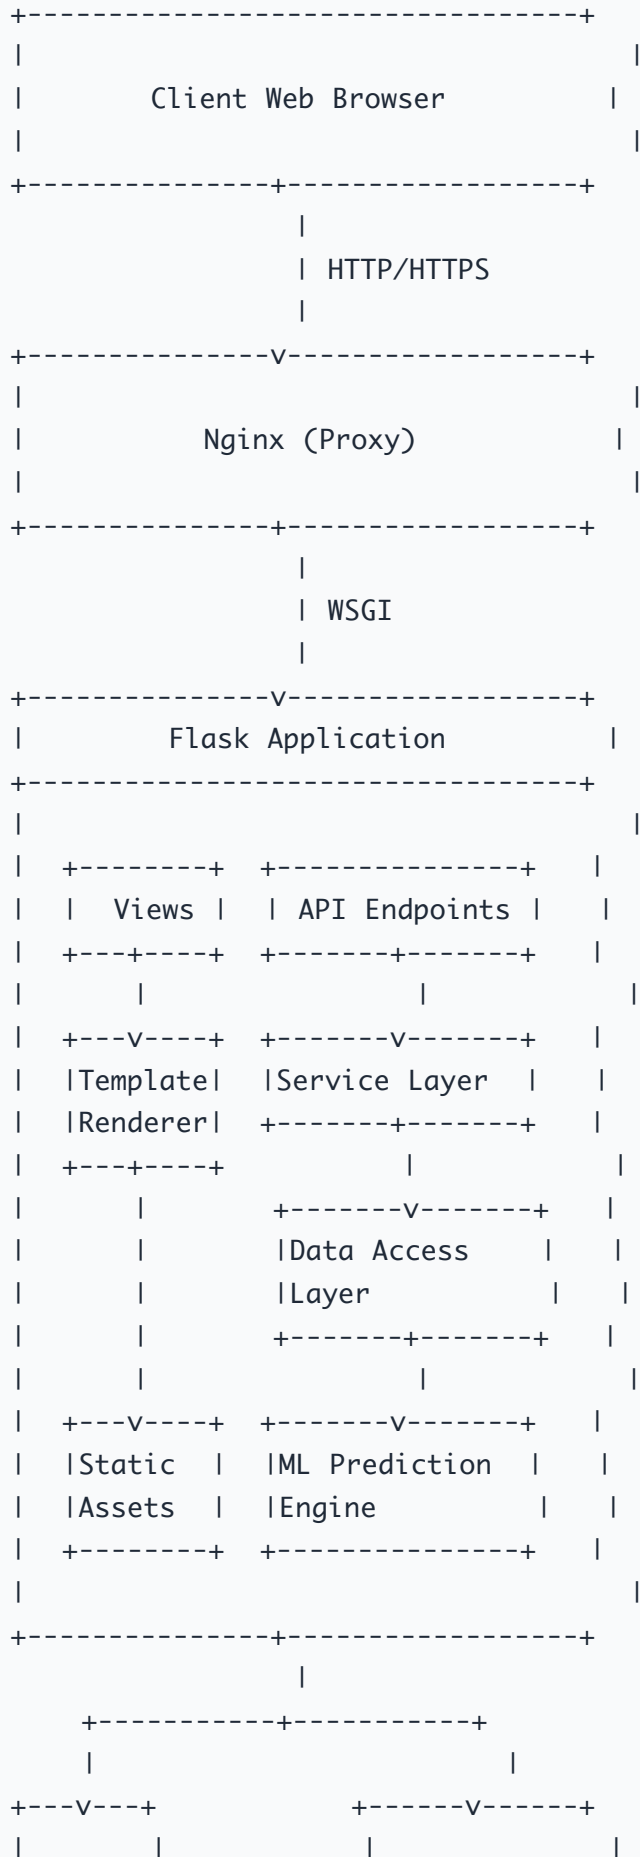 +---------------------------------+
|                                   |
|        Client Web Browser         |
|                                   |
+---------------+-----------------+
                |
                | HTTP/HTTPS
                |
+---------------v-----------------+
|                                   |
|           Nginx (Proxy)           |
|                                   |
+---------------+-----------------+
                |
                | WSGI
                |
+---------------v-----------------+
|         Flask Application         |
+---------------------------------+
|                                   |
|  +--------+  +---------------+    |
|  |  Views |  | API Endpoints |    |
|  +---+----+  +-------+-------+    |
|      |               |            |
|  +---v----+  +-------v-------+    |
|  |Template|  |Service Layer  |    |
|  |Renderer|  +-------+-------+    |
|  +---+----+          |            |
|      |       +-------v-------+    |
|      |       |Data Access    |    |
|      |       |Layer          |    |
|      |       +-------+-------+    |
|      |               |            |
|  +---v----+  +-------v-------+    |
|  |Static  |  |ML Prediction  |    |
|  |Assets  |  |Engine         |    |
|  +--------+  +---------------+    |
|                                   |
+---------------+-----------------+
                |
    +-----------+-----------+
    |                       |
+---v---+            +------v------+
|       |            |             |